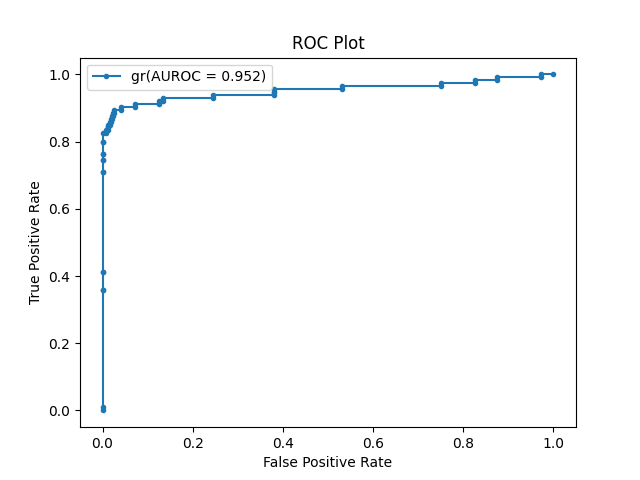 ROC Plot
gr(AUROC = 0.952)
True Positive Rate
1.0
0.8
0.6
0.4
0.2
0.0
0.0 0.2 0.4 0.6 0.8 1.0
False Positive Rate